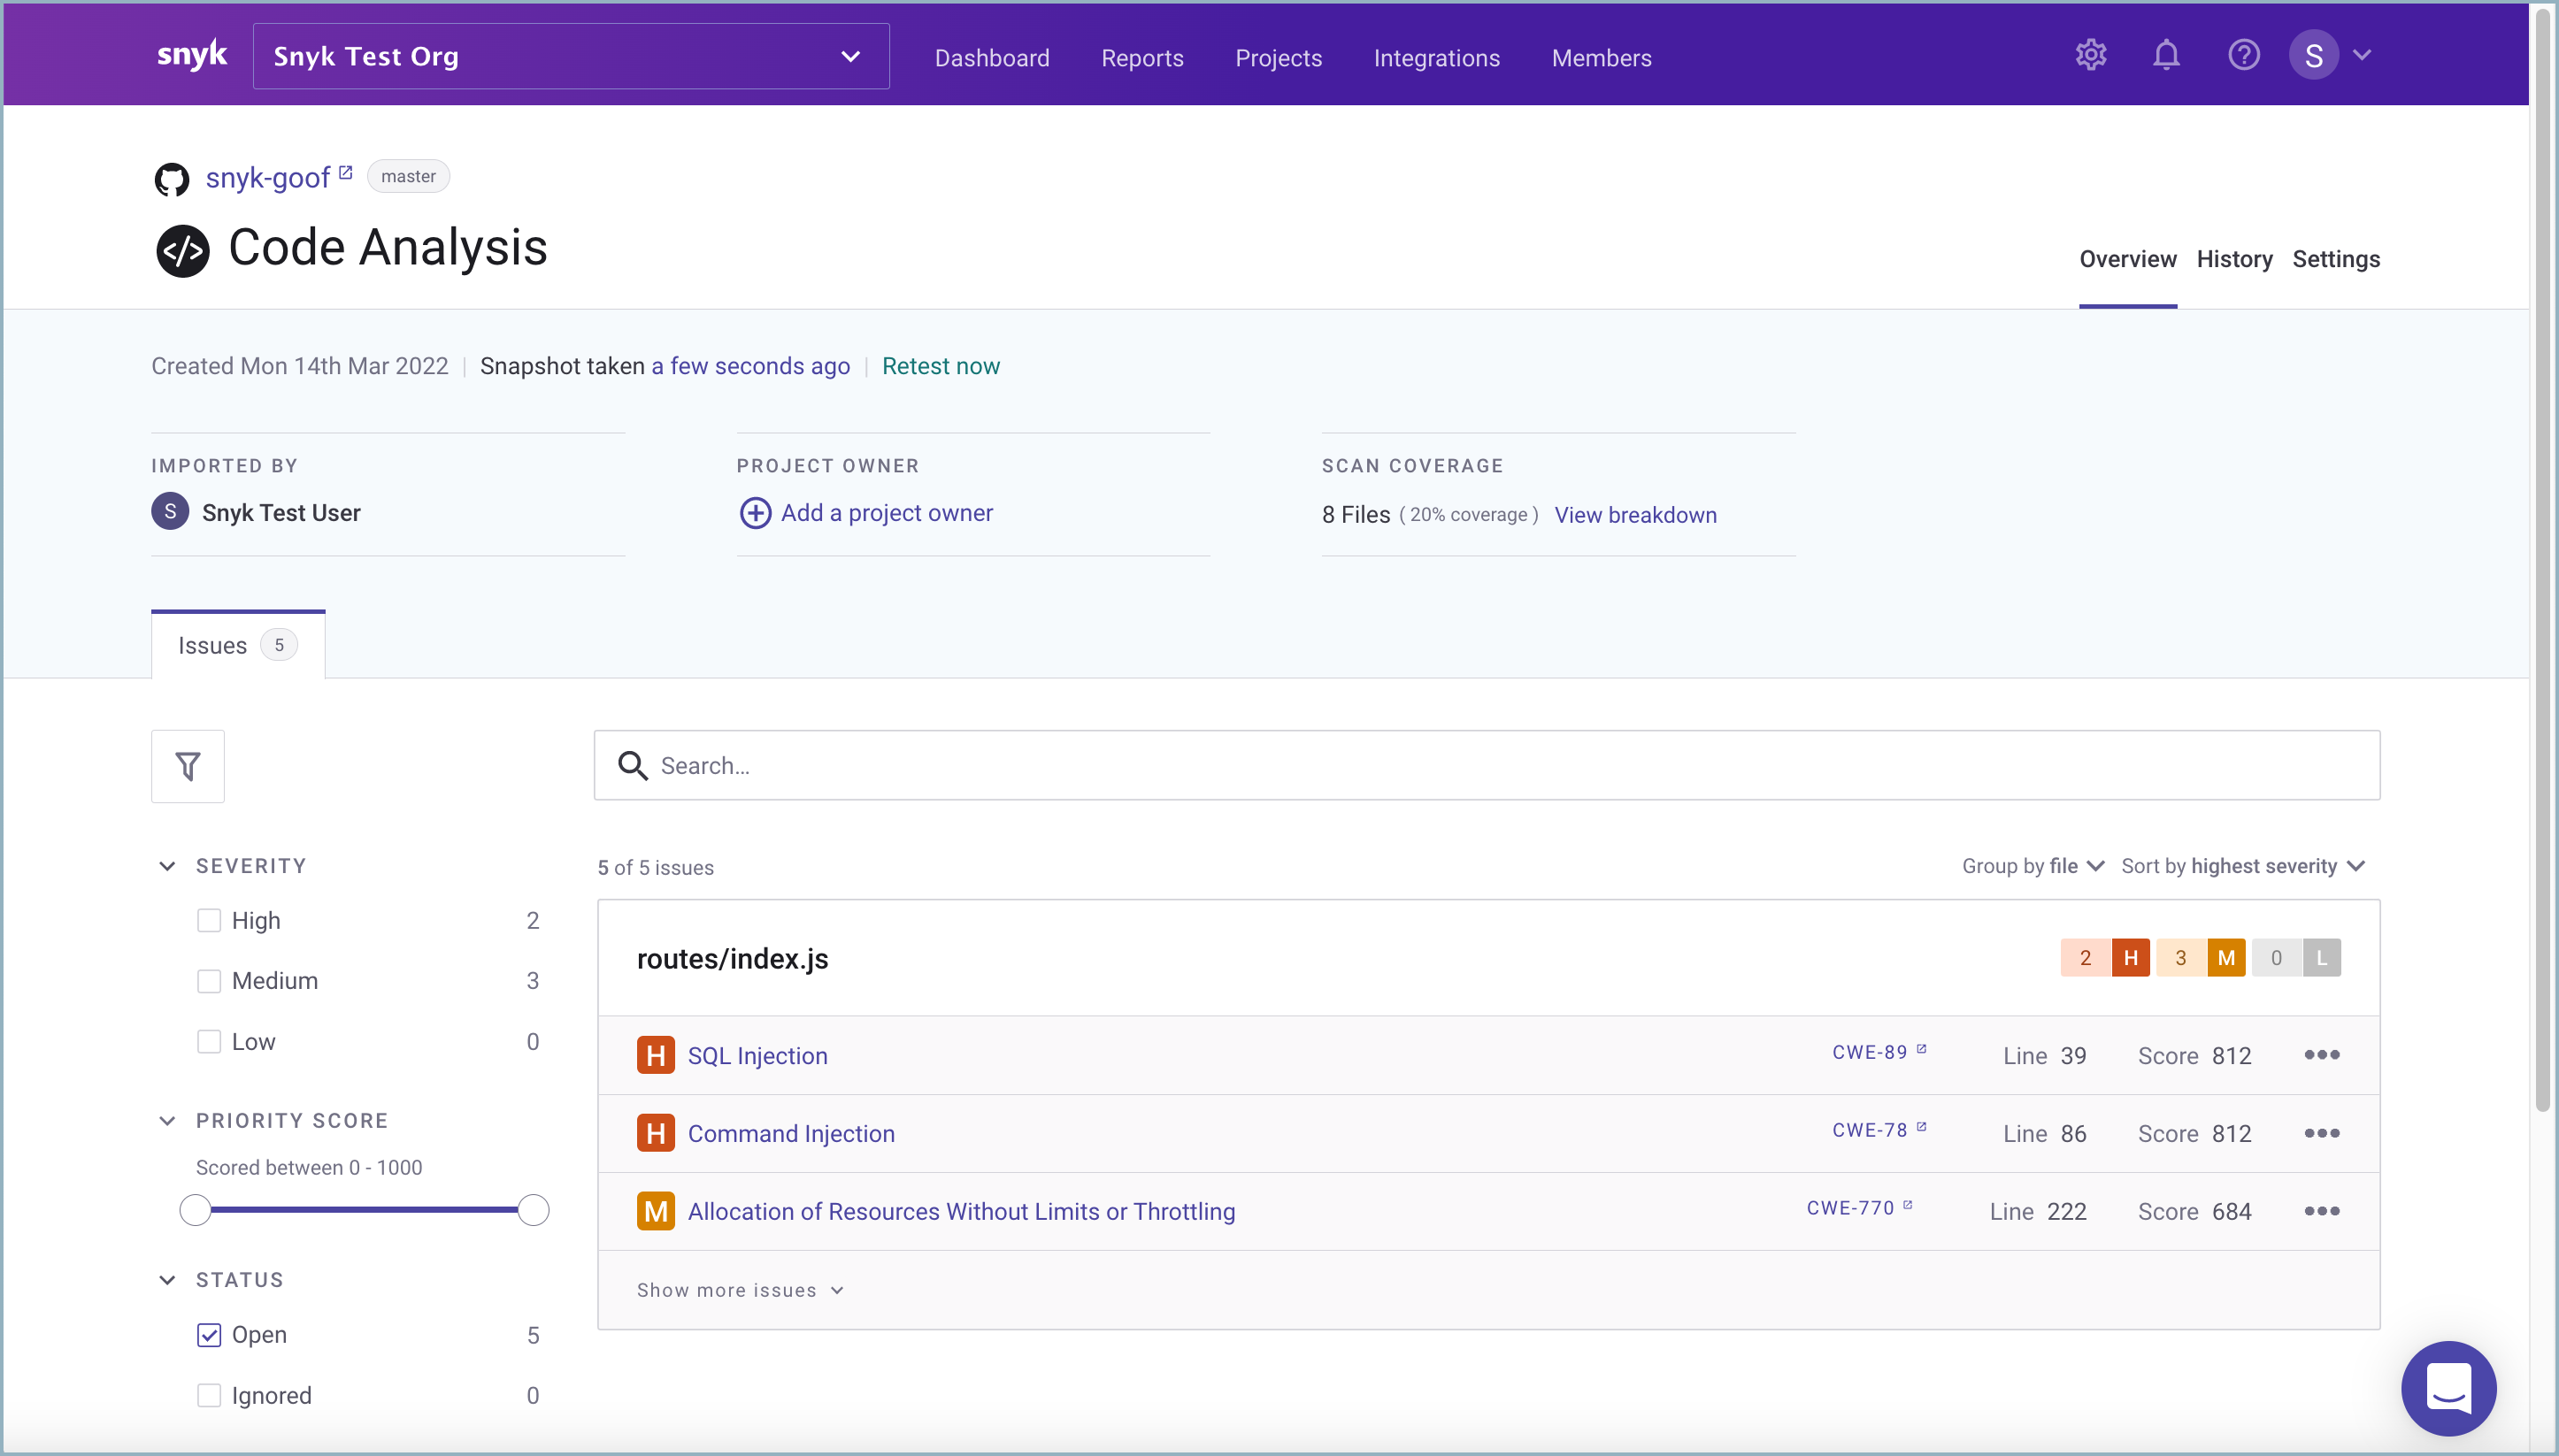 snyk Snyk Test Org Dashboard Reports Projects Integrations Members S
snyk-goof master
Code Analysis
Overview History Settings
Created Mon 14th Mar 2022 | Snapshot taken a few seconds ago | Retest now
IMPORTED BY PROJECT OWNER SCAN COVERAGE
S Snyk Test User Add a project owner 8 Files ( 20% coverage ) View breakdown
Issues 5
Search...
SEVERITY
High 2
Medium 3
Low 0
PRIORITY SCORE
Scored between 0 - 1000
STATUS
Open 5
Ignored 0
5 of 5 issues Group by file Sort by highest severity
routes/index.js 2 H 3 M 0 L
H SQL Injection CWE-89 Line 39 Score 812
H Command Injection CWE-78 Line 86 Score 812
M Allocation of Resources Without Limits or Throttling CWE-770 Line 222 Score 684
Show more issues